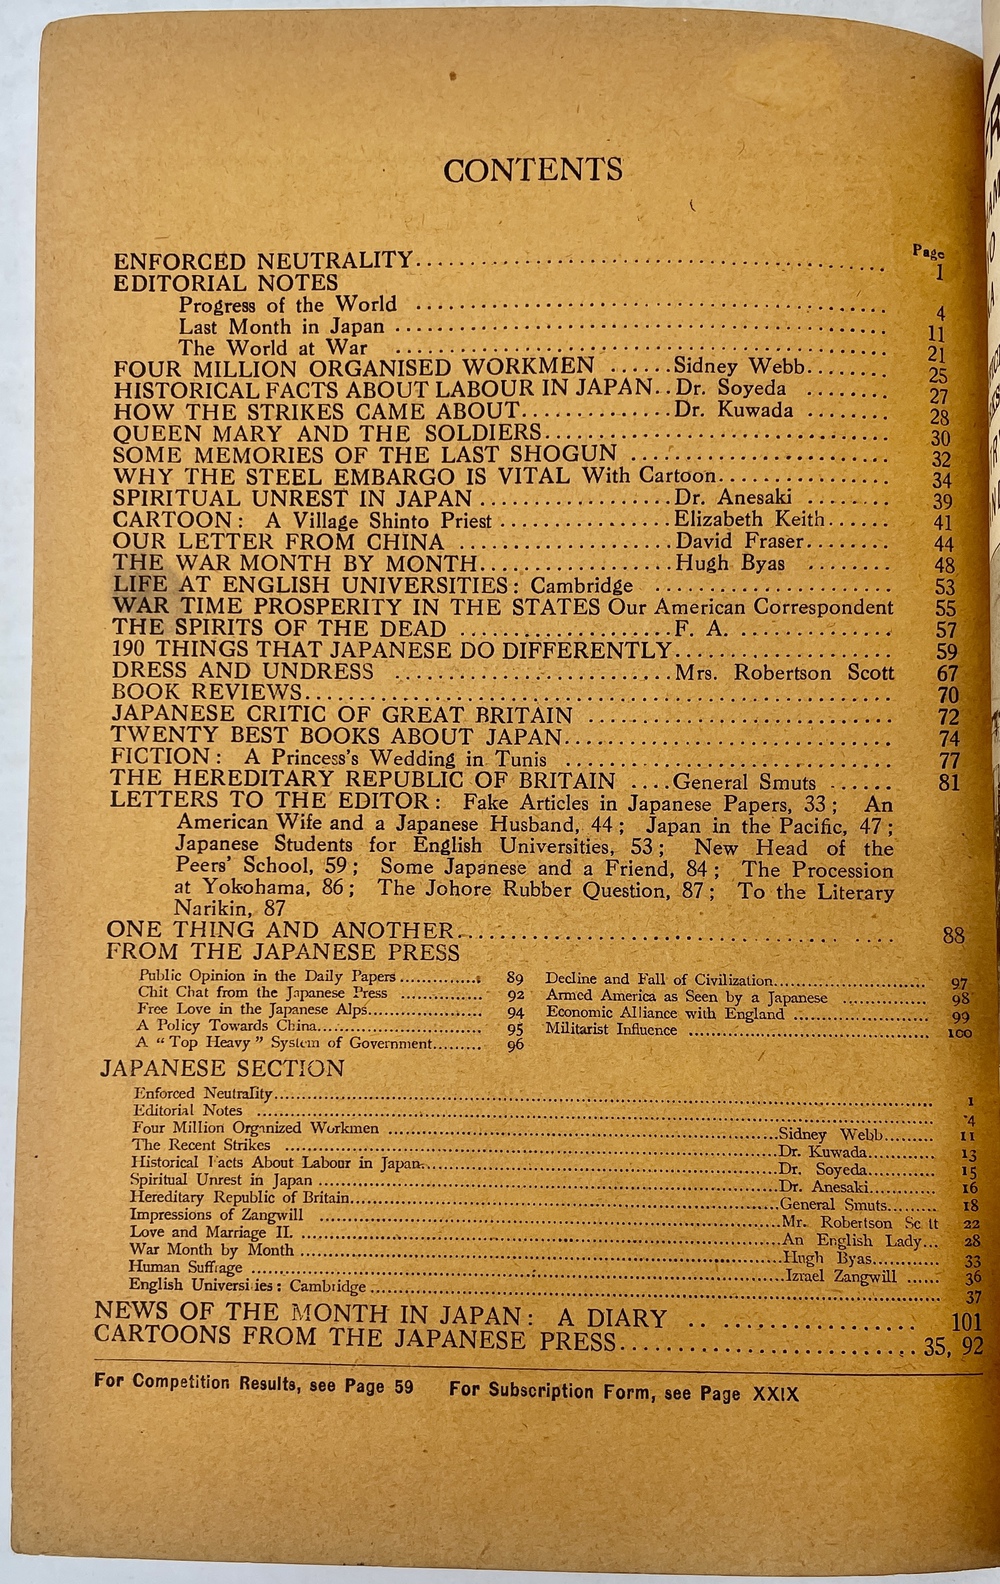 CONTENTS
Page
ENFORCED NEUTRALITY 1
EDITORIAL NOTES
Progress of the World 4
Last Month in Japan 11
The World at War 21
FOUR MILLION ORGANISED WORKMEN ......Sidney Webb........ 25
HISTORICAL FACTS ABOUT LABOUR IN JAPAN..Dr. Soyeda ........ 27
HOW THE STRIKES CAME ABOUT..............Dr. Kuwada ........ 28
QUEEN MARY AND THE SOLDIERS 30
SOME MEMORIES OF THE LAST SHOGUN 32
WHY THE STEEL EMBARGO IS VITAL With Cartoon 34
SPIRITUAL UNREST IN JAPAN ..................Dr. Anesaki ........ 39
CARTOON: A Village Shinto Priest ................Elizabeth Keith...... 41
OUR LETTER FROM CHINA ....................David Fraser........ 44
THE WAR MONTH BY MONTH..................Hugh Byas ........ 48
LIFE AT ENGLISH UNIVERSITIES: Cambridge 53
WAR TIME PROSPERITY IN THE STATES Our American Correspondent 55
THE SPIRITS OF THE DEAD ....................F. A. .............. 57
190 THINGS THAT JAPANESE DO DIFFERENTLY 59
DRESS AND UNDRESS ..........................Mrs. Robertson Scott 67
BOOK REVIEWS 70
JAPANESE CRITIC OF GREAT BRITAIN 72
TWENTY BEST BOOKS ABOUT JAPAN 74
FICTION: A Princess's Wedding in Tunis 77
THE HEREDITARY REPUBLIC OF BRITAIN ....General Smuts ...... 81
LETTERS TO THE EDITOR: Fake Articles in Japanese Papers, 33; An
American Wife and a Japanese Husband, 44; Japan in the Pacific, 47;
Japanese Students for English Universities, 53; New Head of the
Peers' School, 59; Some Japanese and a Friend, 84; The Procession
at Yokohama, 86; The Johore Rubber Question, 87; To the Literary
Narikin, 87
ONE THING AND ANOTHER 88
FROM THE JAPANESE PRESS
Public Opinion in the Daily Papers 89
Chit Chat from the Japanese Press 92
Free Love in the Japanese Alps 94
A Policy Towards China 95
A "Top Heavy" System of Government 96
Decline and Fall of Civilization 97
Armed America as Seen by a Japanese 98
Economic Alliance with England 99
Militarist Influence 100
JAPANESE SECTION
Enforced Neutrality 1
Editorial Notes 4
Four Million Organized Workmen Sidney Webb 11
The Recent Strikes Dr. Kuwada 13
Historical Facts About Labour in Japan Dr. Soyeda 15
Spiritual Unrest in Japan Dr. Anesaki 16
Hereditary Republic of Britain General Smuts 18
Impressions of Zangwill Mr. Robertson Sc tt 22
Love and Marriage II. An English Lady 28
War Month by Month Hugh Byas 33
Human Suffrage Izrael Zangwill 36
English Universities: Cambridge 37
NEWS OF THE MONTH IN JAPAN: A DIARY 101
CARTOONS FROM THE JAPANESE PRESS 35, 92
For Competition Results, see Page 59 For Subscription Form, see Page XXIX